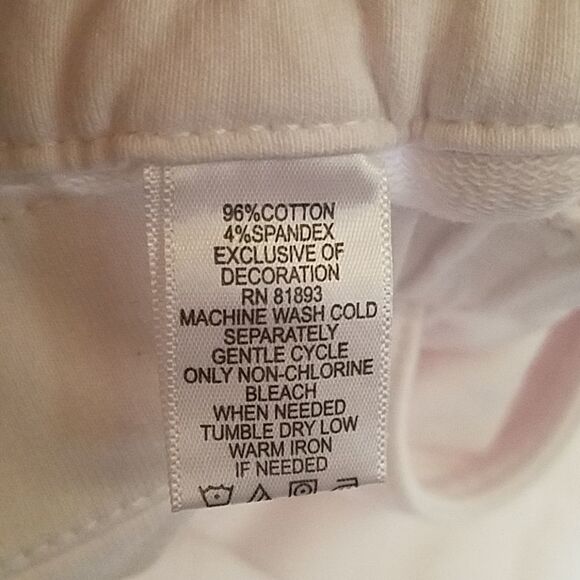 96%COTTON
4%SPANDEX
EXCLUSIVE OF
DECORATION
RN 81893
MACHINE WASH COLD
SEPARATELY
GENTLE CYCLE
ONLY NON-CHLORINE
BLEACH
WHEN NEEDED
TUMBLE DRY LOW
WARM IRON
IF NEEDED